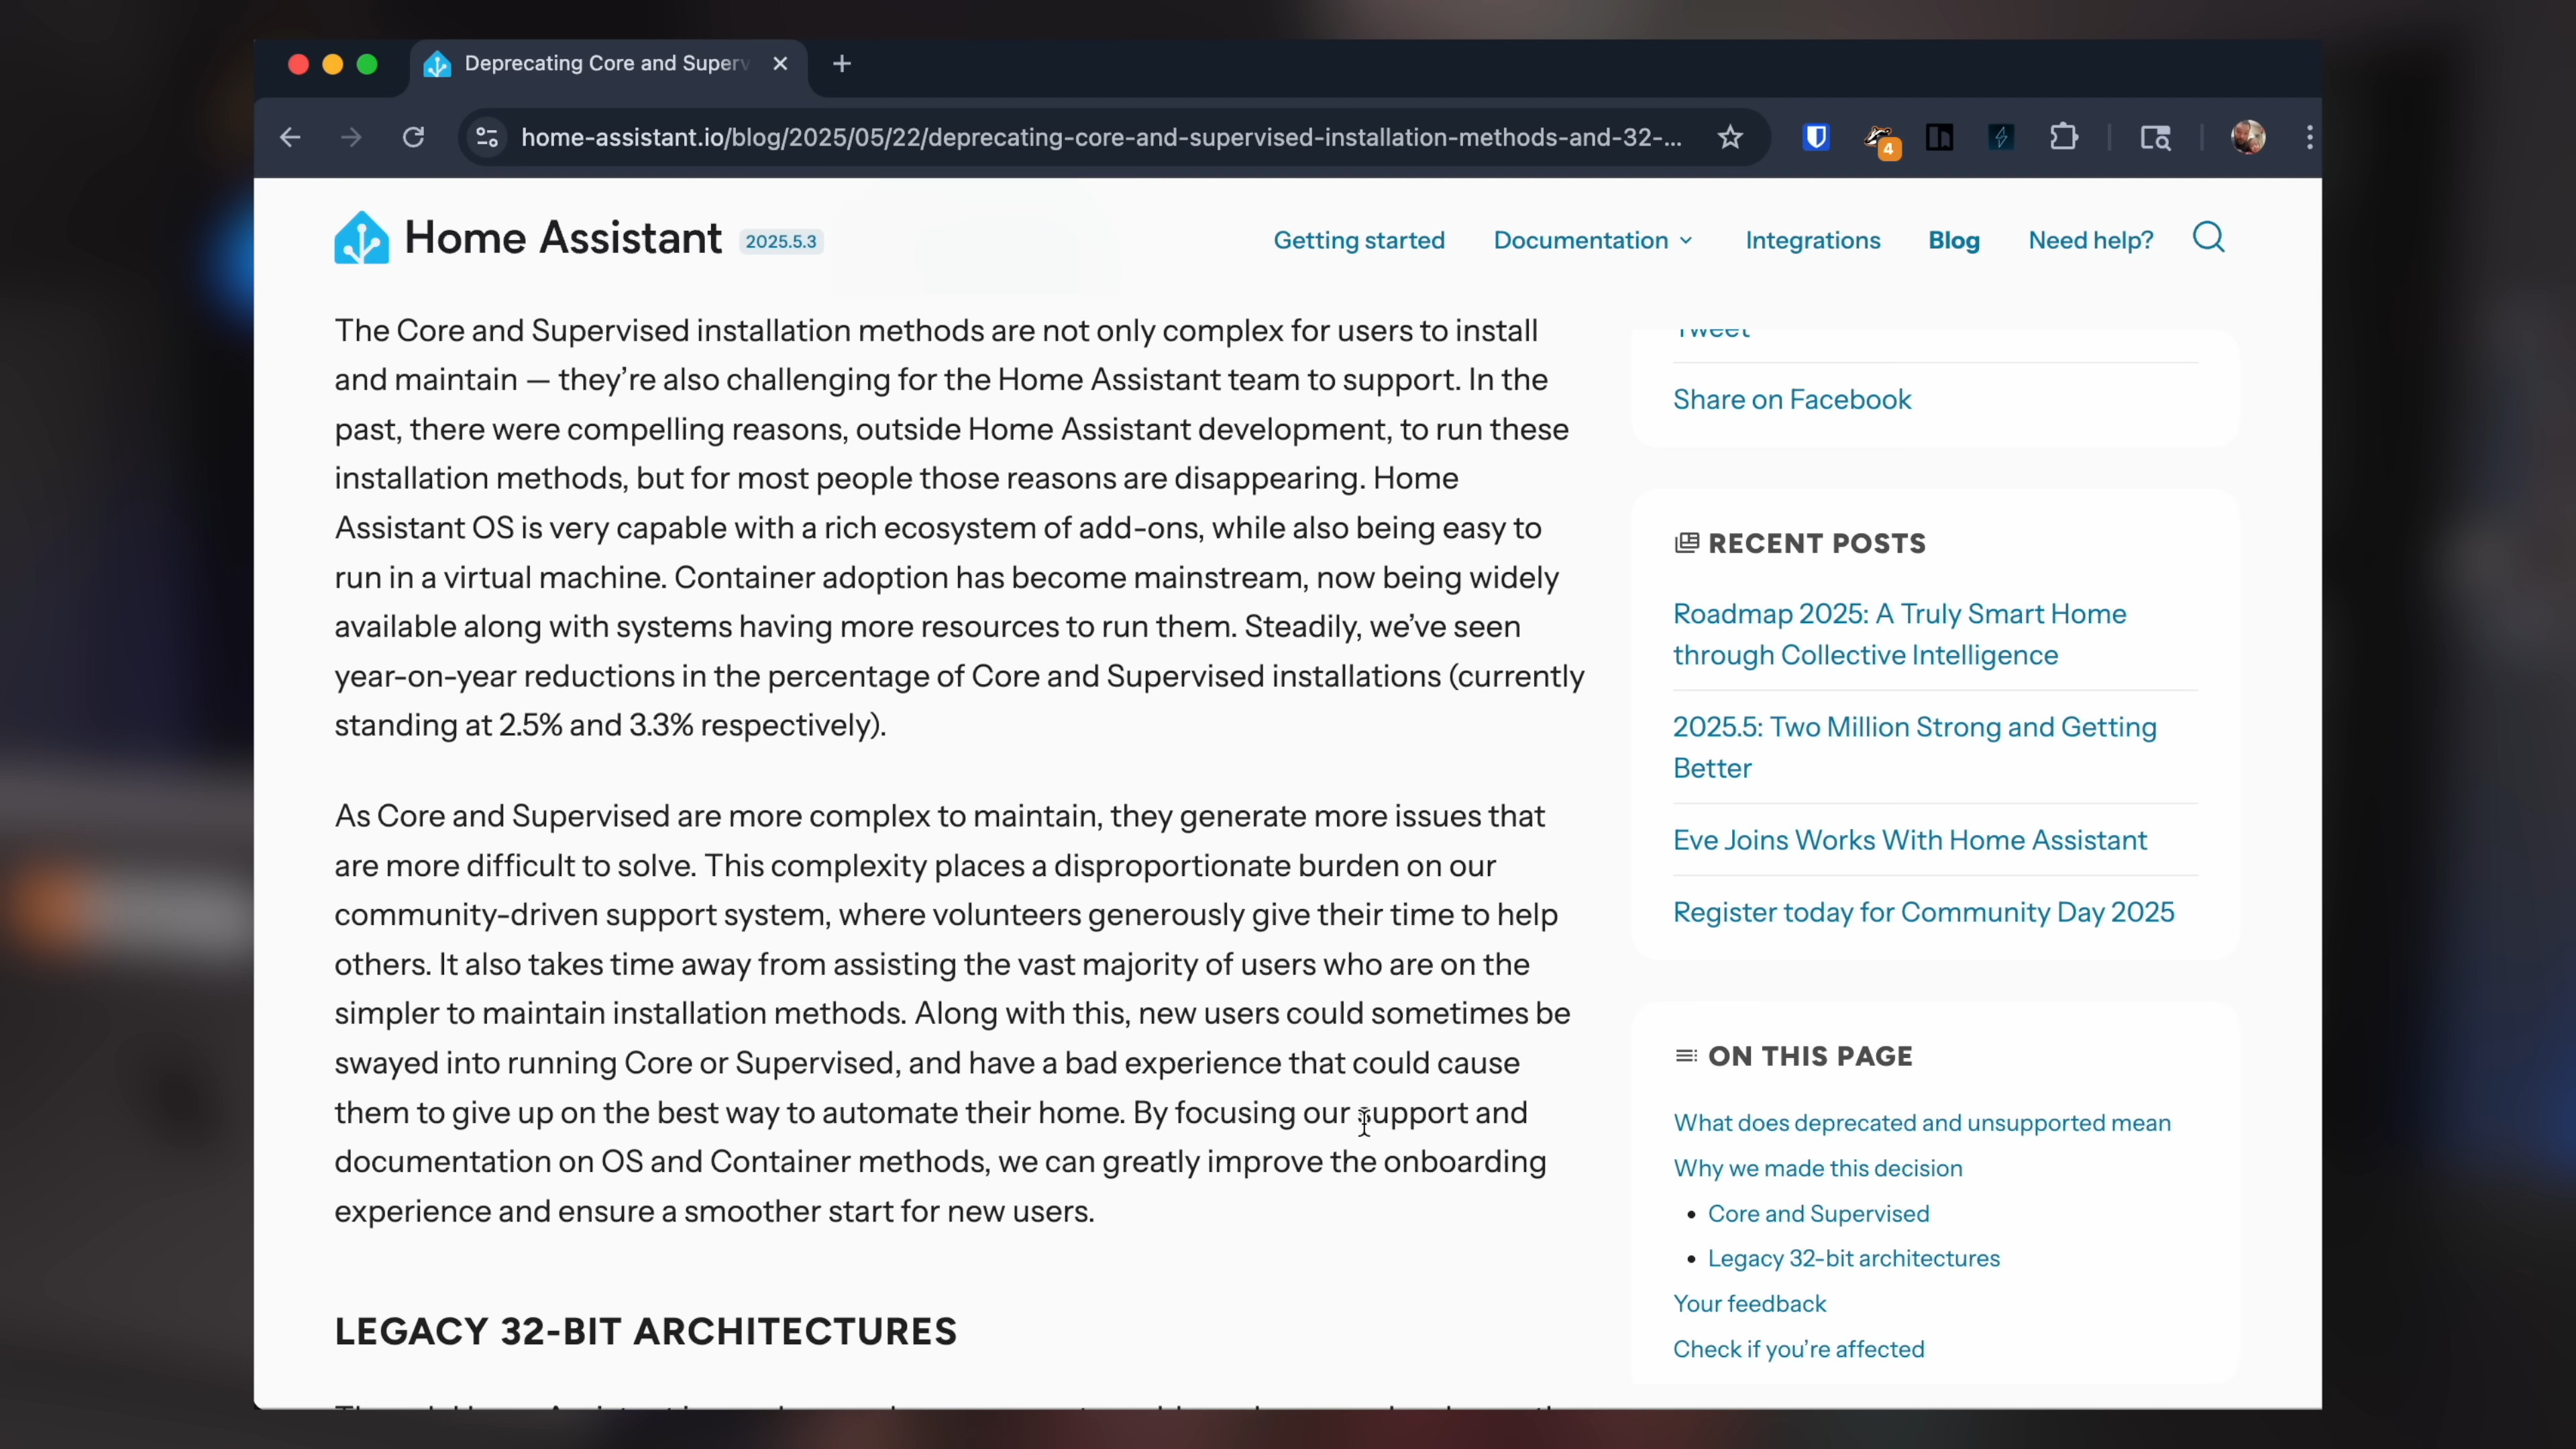 Deprecating Core and Superv
home-assistant.io/blog/2025/05/22/deprecating-core-and-supervised-installation-methods-and-32-...
4
Home Assistant 2025.5.3
Getting started
Documentation
Integrations
Blog
Need help?
The Core and Supervised installation methods are not only complex for users to install
and maintain — they’re also challenging for the Home Assistant team to support. In the
past, there were compelling reasons, outside Home Assistant development, to run these
installation methods, but for most people those reasons are disappearing. Home
Assistant OS is very capable with a rich ecosystem of add-ons, while also being easy to
run in a virtual machine. Container adoption has become mainstream, now being widely
available along with systems having more resources to run them. Steadily, we’ve seen
year-on-year reductions in the percentage of Core and Supervised installations (currently
standing at 2.5% and 3.3% respectively).
As Core and Supervised are more complex to maintain, they generate more issues that
are more difficult to solve. This complexity places a disproportionate burden on our
community-driven support system, where volunteers generously give their time to help
others. It also takes time away from assisting the vast majority of users who are on the
simpler to maintain installation methods. Along with this, new users could sometimes be
swayed into running Core or Supervised, and have a bad experience that could cause
them to give up on the best way to automate their home. By focusing our support and
documentation on OS and Container methods, we can greatly improve the onboarding
experience and ensure a smoother start for new users.
LEGACY 32-BIT ARCHITECTURES
Tweet
Share on Facebook
RECENT POSTS
Roadmap 2025: A Truly Smart Home
through Collective Intelligence
2025.5: Two Million Strong and Getting
Better
Eve Joins Works With Home Assistant
Register today for Community Day 2025
ON THIS PAGE
What does deprecated and unsupported mean
Why we made this decision
• Core and Supervised
• Legacy 32-bit architectures
Your feedback
Check if you’re affected